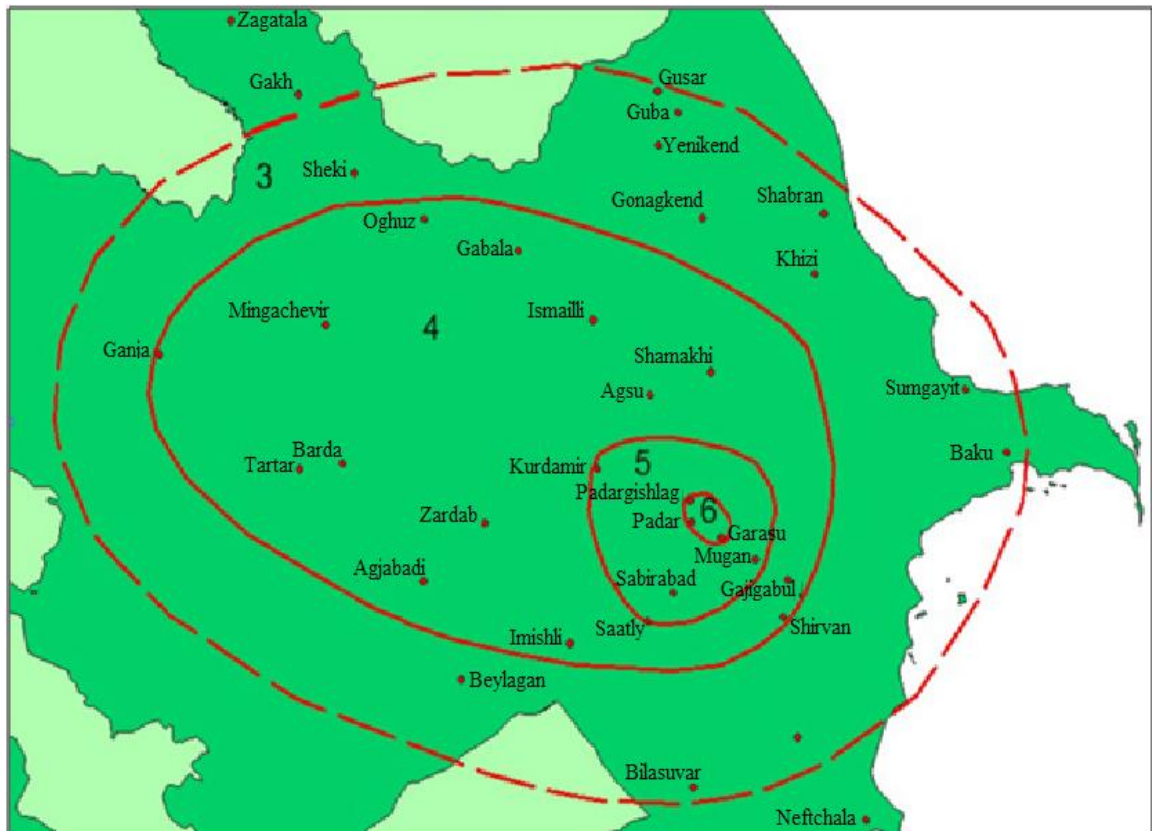 Zagatala
Gakh
Gusar
Guba
Yenikend
3
Sheki
Oghuz
Gonagkend
Shabran
Gabala
Khizi
Mingachevir
4
Ismailli
Ganja
Shamakhi
Agsu
Sumgayit
Tartar
Barda
Kurdamir
5
Baku
Padargishlag
6
Zardab
Padar
Garasu
Mugan
Agjabadi
Sabirabad
Gajigabul
Imishli
Saatly
Shirvan
Beylagan
Bilasuvar
Neftchala